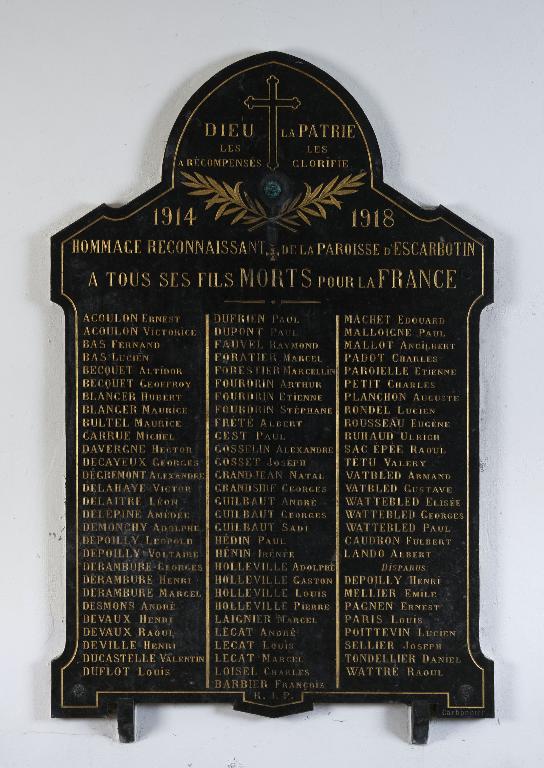 DIEU LA PATRIE
LES LES
A RÉCOMPENSÉS GLORIFIE
1914 1918
HOMMAGE RECONNAISSANT DE LA PAROISSE D'ESCARBOTIN
A TOUS SES FILS MORTS POUR LA FRANCE
ACOULON ERNEST
ACOULON VICTORICE
BAS FERNAND
BAS LUCIEN
BECQUET ALTIDOR
BECQUET GEOFFROY
BLANGER HUBERT
BLANGER MAURICE
BULTEL MAURICE
CARRUE MICHEL
DAVERGNE HECTOR
DECAYEUX GEORGES
DÉGREMONT ALEXANDRE
DELAHAYE VICTOR
DELAITRE LÉON
DELÉPINE AMÉDÉE
DEMONCHY ADOLPHE
DEPOILLY LÉOPOLD
DEPOILLY VOLTAIRE
DERAMBURE GEORGES
DERAMBURE HENRI
DERAMBURE MARCEL
DESMONS ANDRÉ
DEVAUX HENRI
DEVAUX RAOUL
DEVILLE HENRI
DUCASTELLE VALENTIN
DUFLOT LOUIS
DUFRIEN PAUL
DUPONT PAUL
FAUVEL RAYMOND
FORATIER MARCEL
FORESTIER MARCELLIN
FOURDRIN ARTHUR
FOURDRIN ETIENNE
FOURDRIN STÉPHANE
FRÉTÉ ALBERT
GEST PAUL
GOSSELIN ALEXANDRE
GOSSET JOSEPH
GRANDJEAN NATAL
GRANDSIRE GEORGES
GUILBAUT ANDRÉ
GUILBAUT GEORGES
GUILBAUT SADI
HÉDIN PAUL
HÉNIN IRÉNÉE
HOLLEVILLE ADOLPHE
HOLLEVILLE GASTON
HOLLEVILLE LOUIS
HOLLEVILLE PIERRE
LAIGNIER MARCEL
LECAT ANDRÉ
LECAT LOUIS
LECAT MARCEL
LOISEL CHARLES
BARBIER FRANÇOIS
MACHET EDOUARD
MALLOIGNE PAUL
MALLOT ANGILBERT
PADOT CHARLES
PAROIELLE ETIENNE
PETIT CHARLES
PLANCHON AUGUSTE
RONDEL LUCIEN
ROUSSEAU EUGÈNE
RUHAUD ULRICH
SAC ÉPÉE RAOUL
TÉTU VALERY
VATBLED ARMAND
VATBLED GUSTAVE
WATTEBLED ELISÉE
WATTEBLED GEORGES
WATTEBLED PAUL
CAUDRON FULBERT
LANDO ALBERT
DISPARUS
DEPOILLY HENRI
MELLIER EMILE
PAGNEN ERNEST
PARIS LOUIS
POITTEVIN LUCIEN
SELLIER JOSEPH
TONDELLIER DANIEL
WATTRÉ RAOUL
R. I. P.
Carbonnier